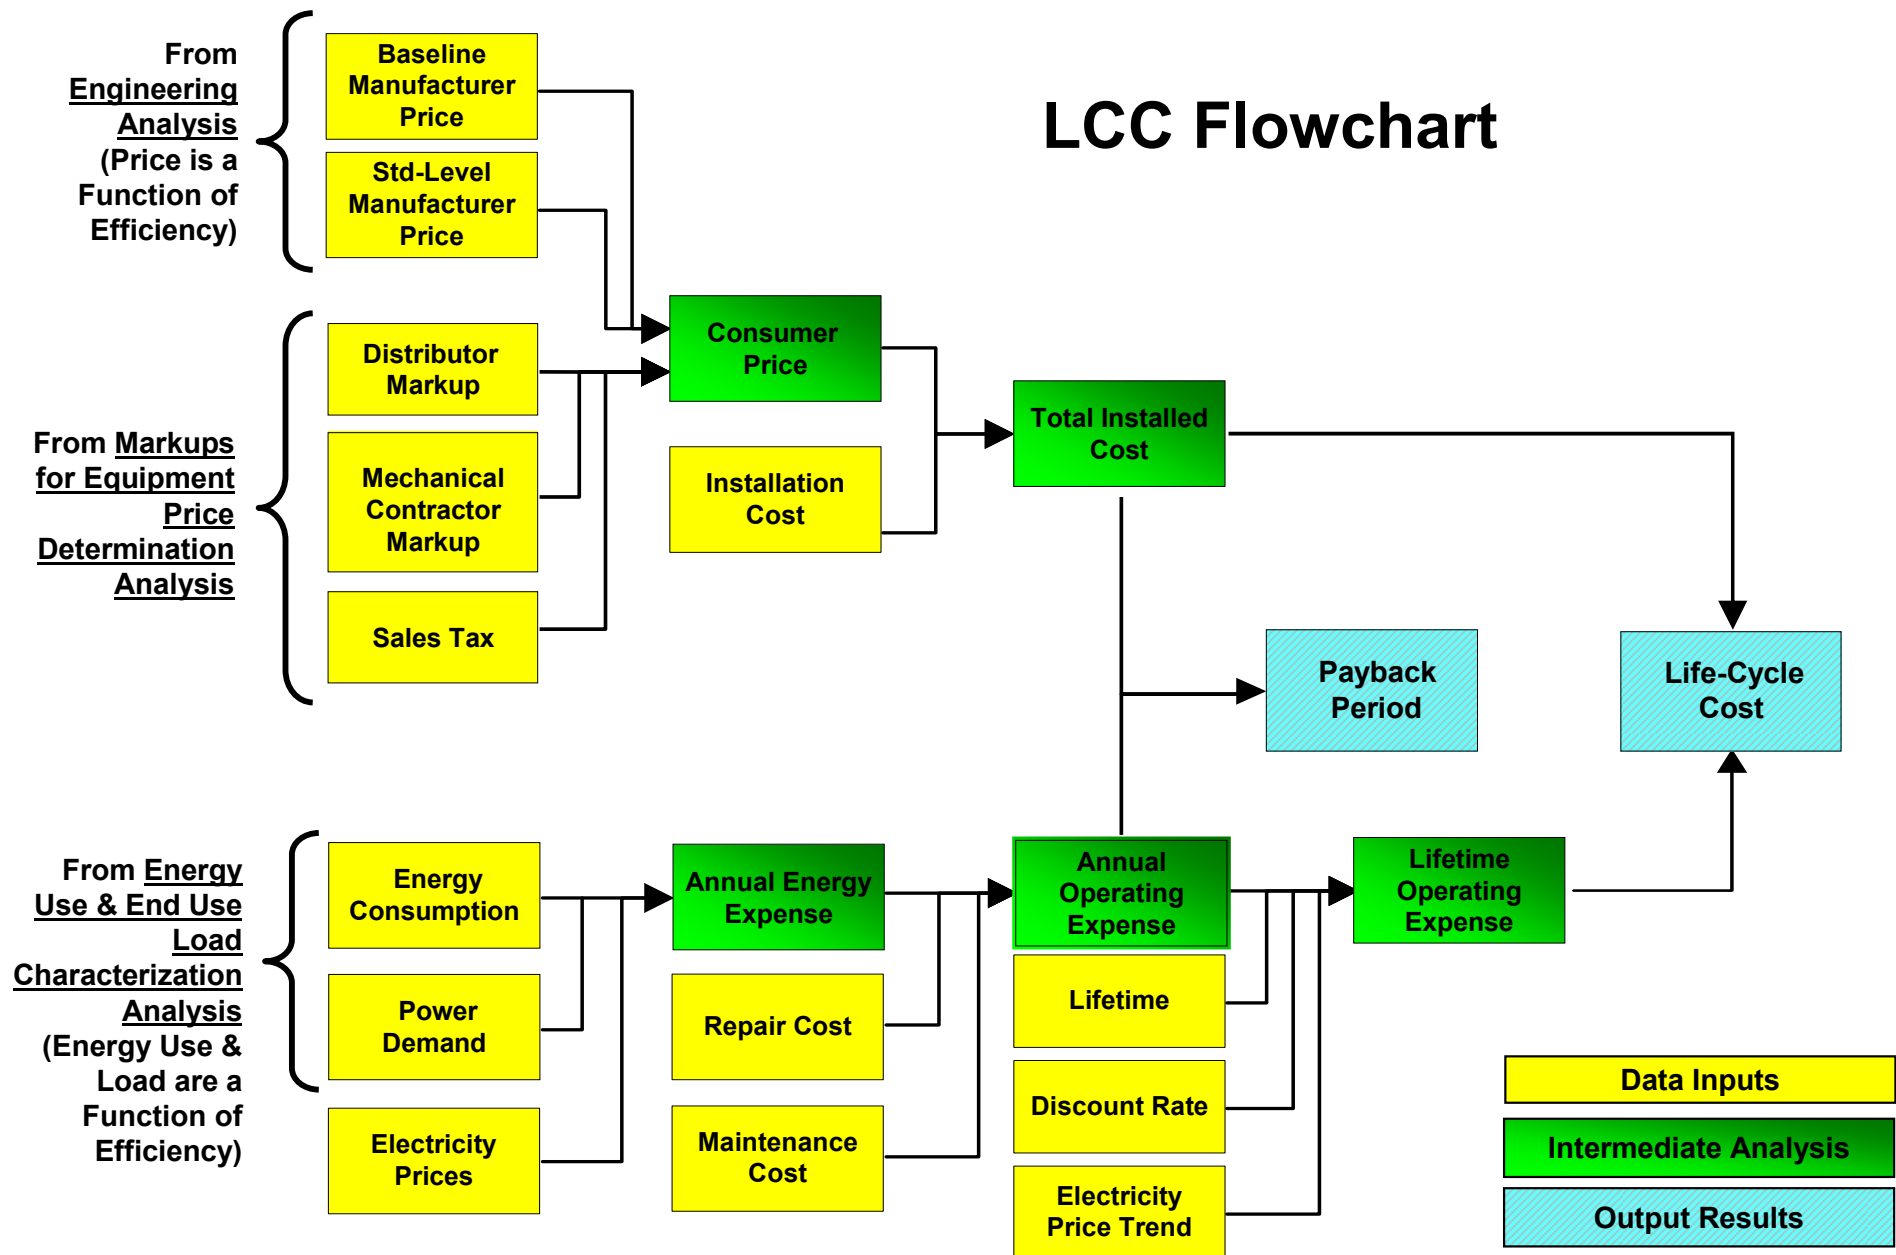 LCC Flowchart
From
Engineering
Analysis
(Price is a
Function of
Efficiency)
Baseline
Manufacturer
Price
Std-Level
Manufacturer
Price
From Markups
for Equipment
Price
Determination
Analysis
Distributor
Markup
Mechanical
Contractor
Markup
Sales Tax
Consumer
Price
Installation
Cost
Total Installed
Cost
Payback
Period
Life-Cycle
Cost
From Energy
Use & End Use
Load
Characterization
Analysis
(Energy Use &
Load are a
Function of
Efficiency)
Energy
Consumption
Power
Demand
Electricity
Prices
Annual Energy
Expense
Repair Cost
Maintenance
Cost
Annual
Operating
Expense
Lifetime
Discount Rate
Electricity
Price Trend
Lifetime
Operating
Expense
Data Inputs
Intermediate Analysis
Output Results